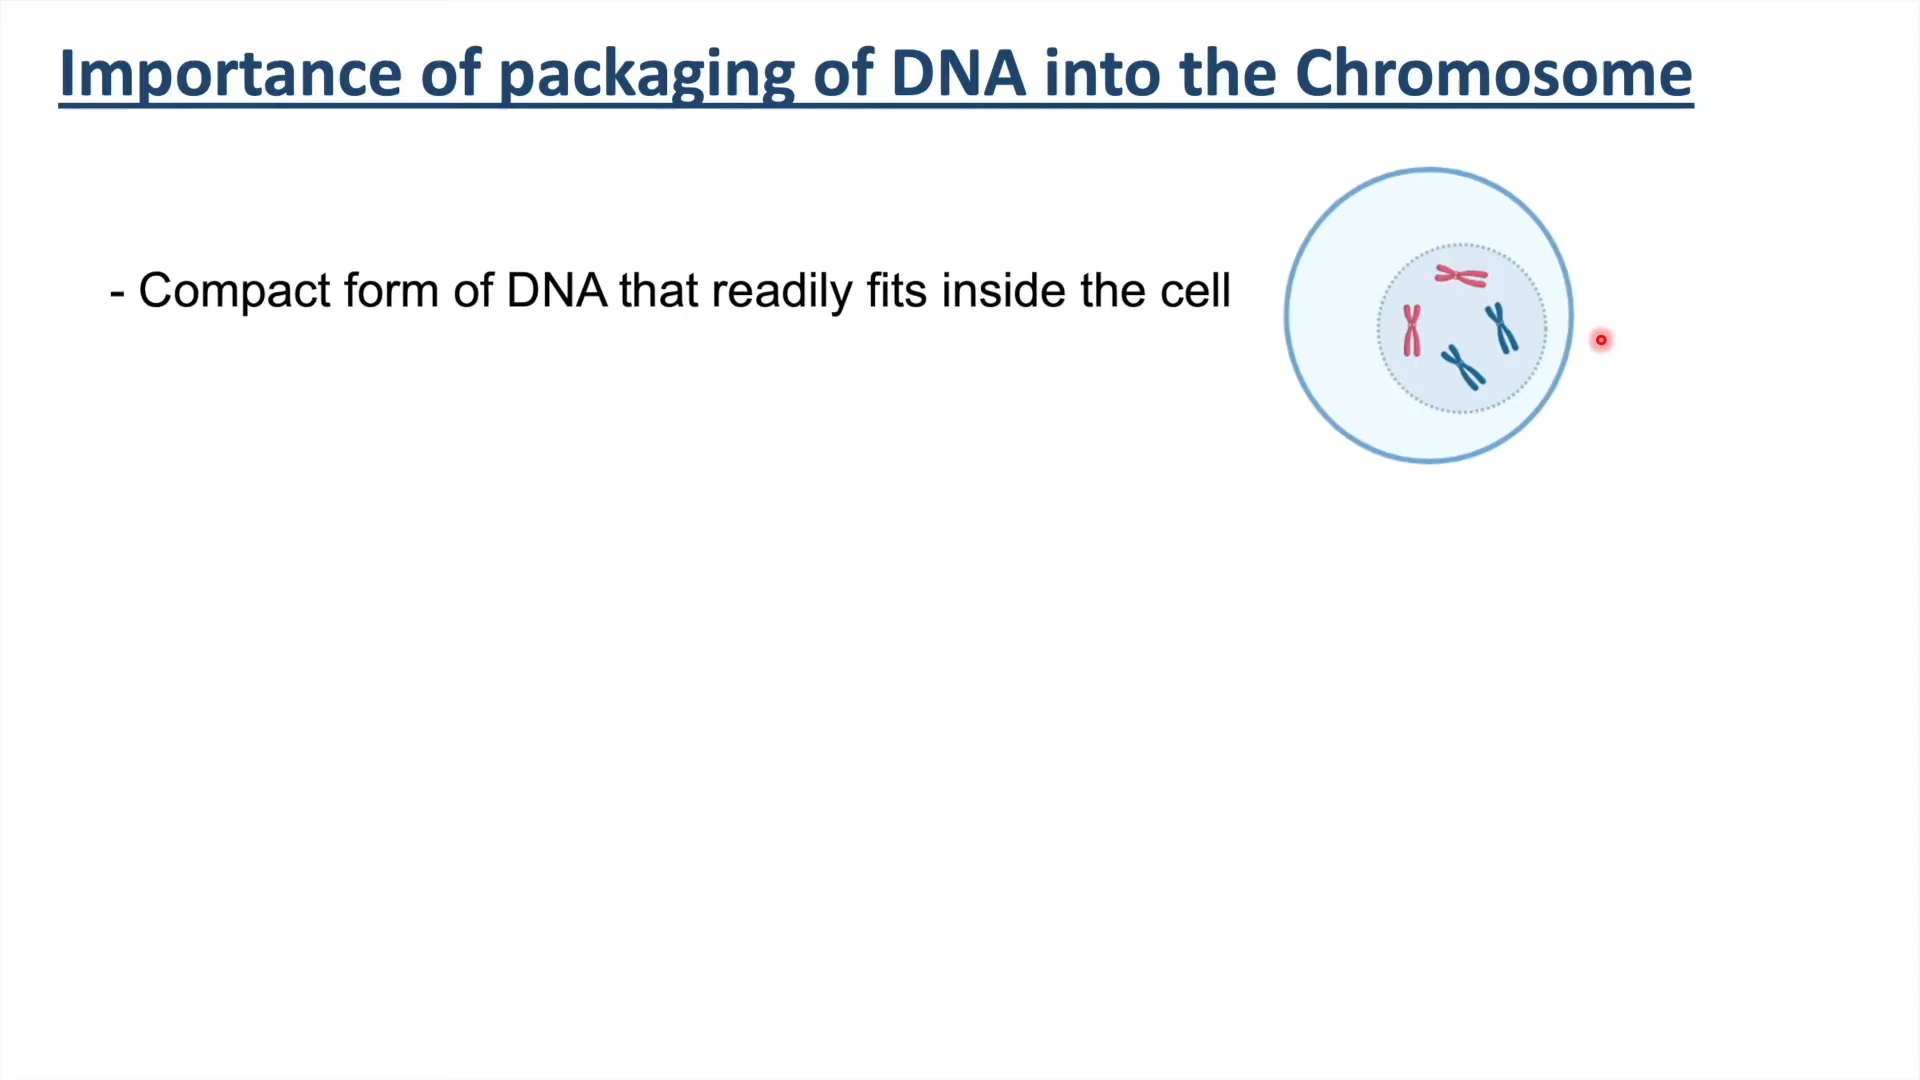 Importance of packaging of DNA into the Chromosome
- Compact form of DNA that readily fits inside the cell